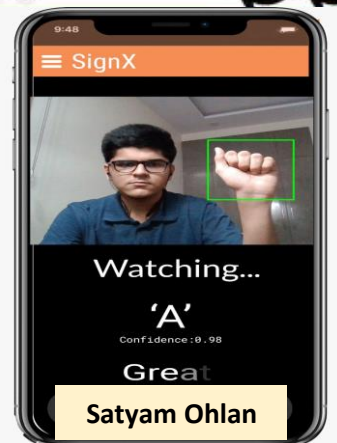 9:48
SignX
Watching...
‘A’
Confidence:0.98
Great
Satyam Ohlan